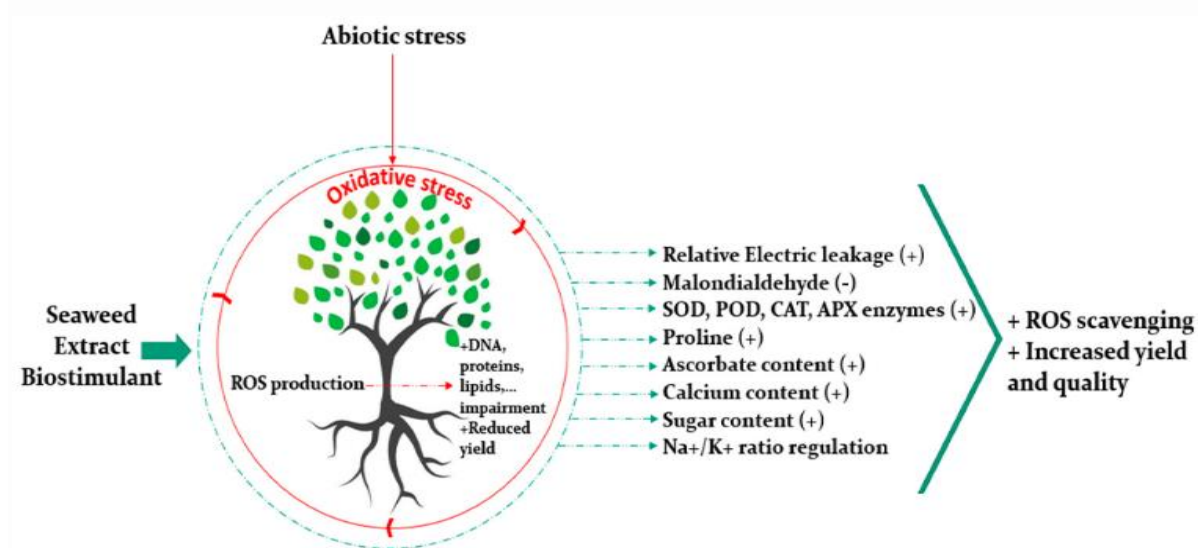 Abiotic stress
Oxidative stress
Seaweed
Extract
Biostimulant
ROS production
+DNA,
proteins,
lipids,...
impairment
+Reduced
yield
Relative Electric leakage (+)
Malondialdehyde (-)
SOD, POD, CAT, APX enzymes (+)
Proline (+)
Ascorbate content (+)
Calcium content (+)
Sugar content (+)
Na+/K+ ratio regulation
+ ROS scavenging
+ Increased yield
and quality